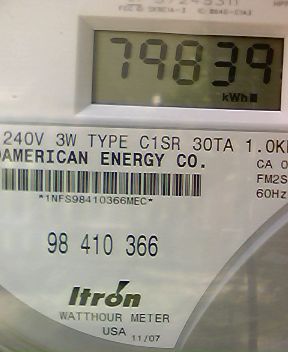 79839
kWh
240V 3W TYPE C1SR 30TA 1.0K
AMERICAN ENERGY CO.
CA 0
*1NFS98410366MEC*
FM2S
60Hz
98 410 366
Itron
WATTHOUR METER
USA 11/07